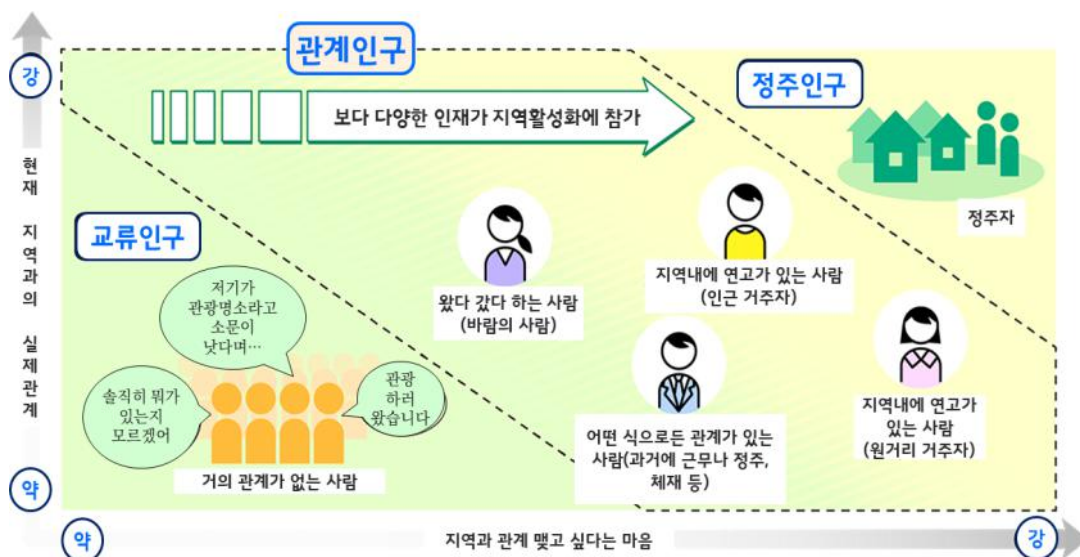 관계인구
강
보다 다양한 인재가 지역활성화에 참가
정주인구
정주자
현재 지역과의 실제관계
교류인구
저기가
관광명소라고
소문이
낫다며…
솔직히 뭐가
있는지
모르겠어
관광
하러
왔습니다
거의 관계가 없는 사람
왔다 갔다 하는 사람
(바람의 사람)
지역내에 연고가 있는 사람
(인근 거주자)
어떤 식으로든 관계가 있는
사람(과거에 근무나 정주,
체재 등)
지역내에 연고가
있는 사람
(원거리 거주자)
약
약
지역과 관계 맺고 싶다는 마음
강